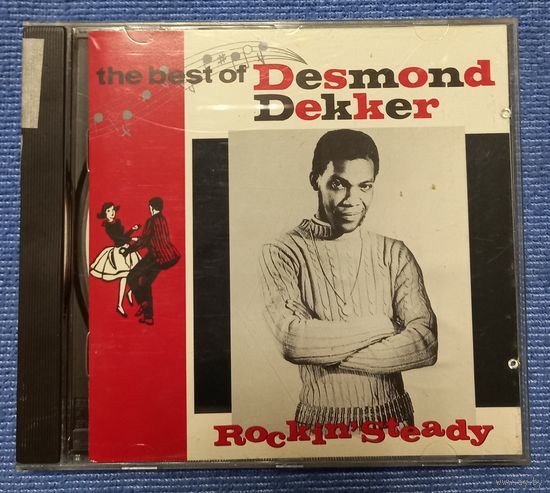 the best of Desmond
Dekker
Rockin' Steady